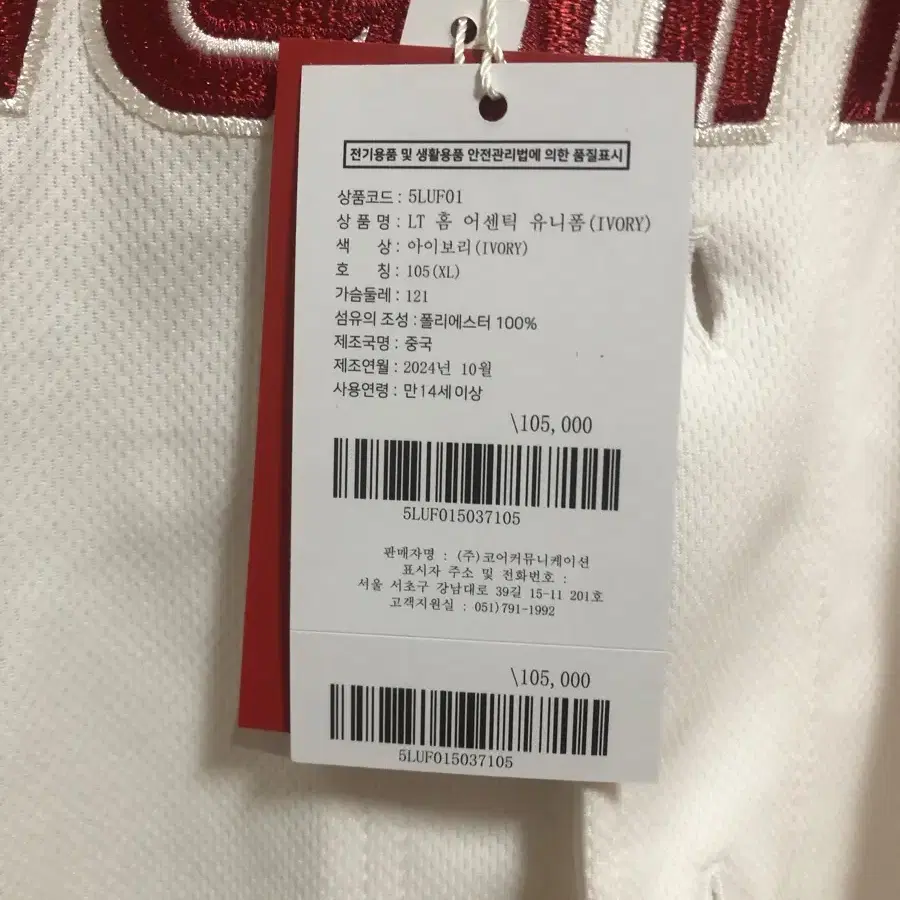 전기용품 및 생활용품 안전관리법에 의한 품질표시
상품코드 : 5LUF01
상 품 명 : LT 홈 어센틱 유니폼(IVORY)
색 상 : 아이보리(IVORY)
호 칭 : 105(XL)
가슴둘레 : 121
섬유의 조성 : 폴리에스터 100%
제조국명 : 중국
제조연월 : 2024년 10월
사용연령 : 만14세이상
\105,000
5LUF015037105
판매자명 : (주)코어커뮤니케이션
표시자 주소 및 전화번호 :
서울 서초구 강남대로 39길 15-11 201호
고객지원실 : 051)791-1992
\105,000
5LUF015037105